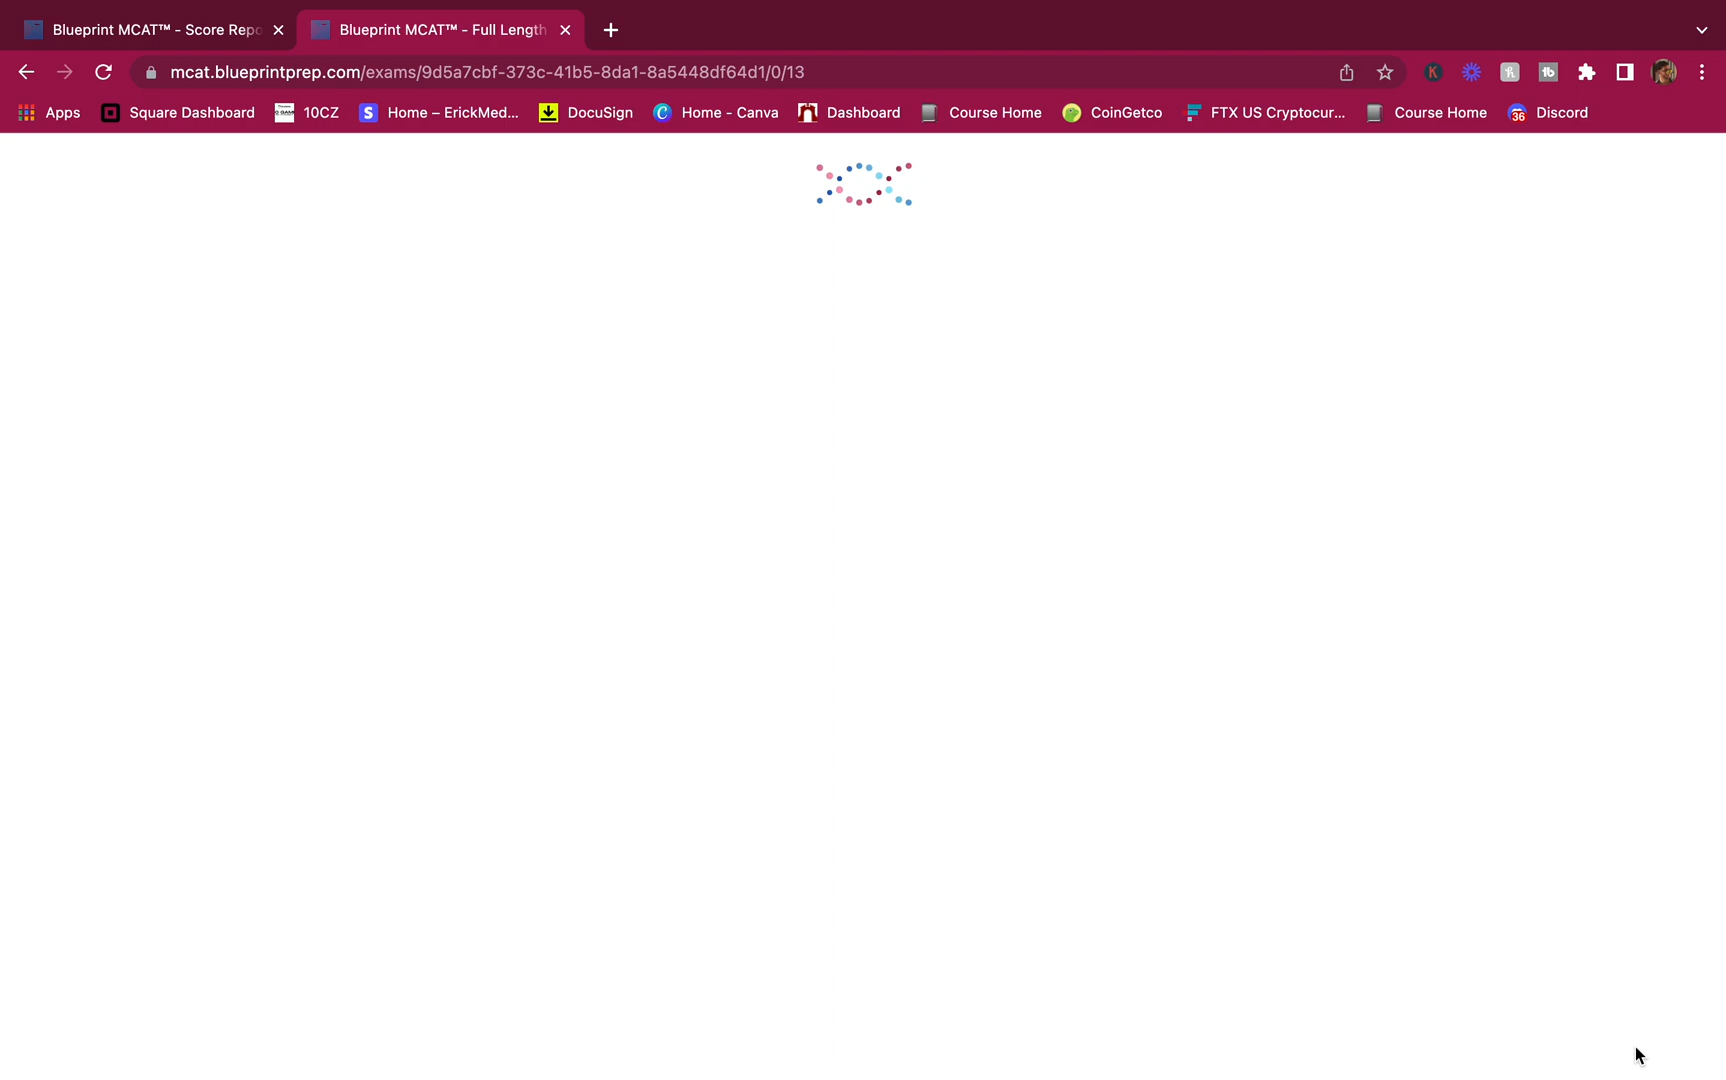 Blueprint MCAT™ - Score Repo
Blueprint MCAT™ - Full Length
mcat.blueprintprep.com/exams/9d5a7cbf-373c-41b5-8da1-8a5448df64d1/0/13
K
tb
Apps
Square Dashboard
10CZ
S
Home – ErickMed...
DocuSign
C
Home - Canva
Dashboard
Course Home
CoinGetco
FTX US Cryptocur...
Course Home
36
Discord